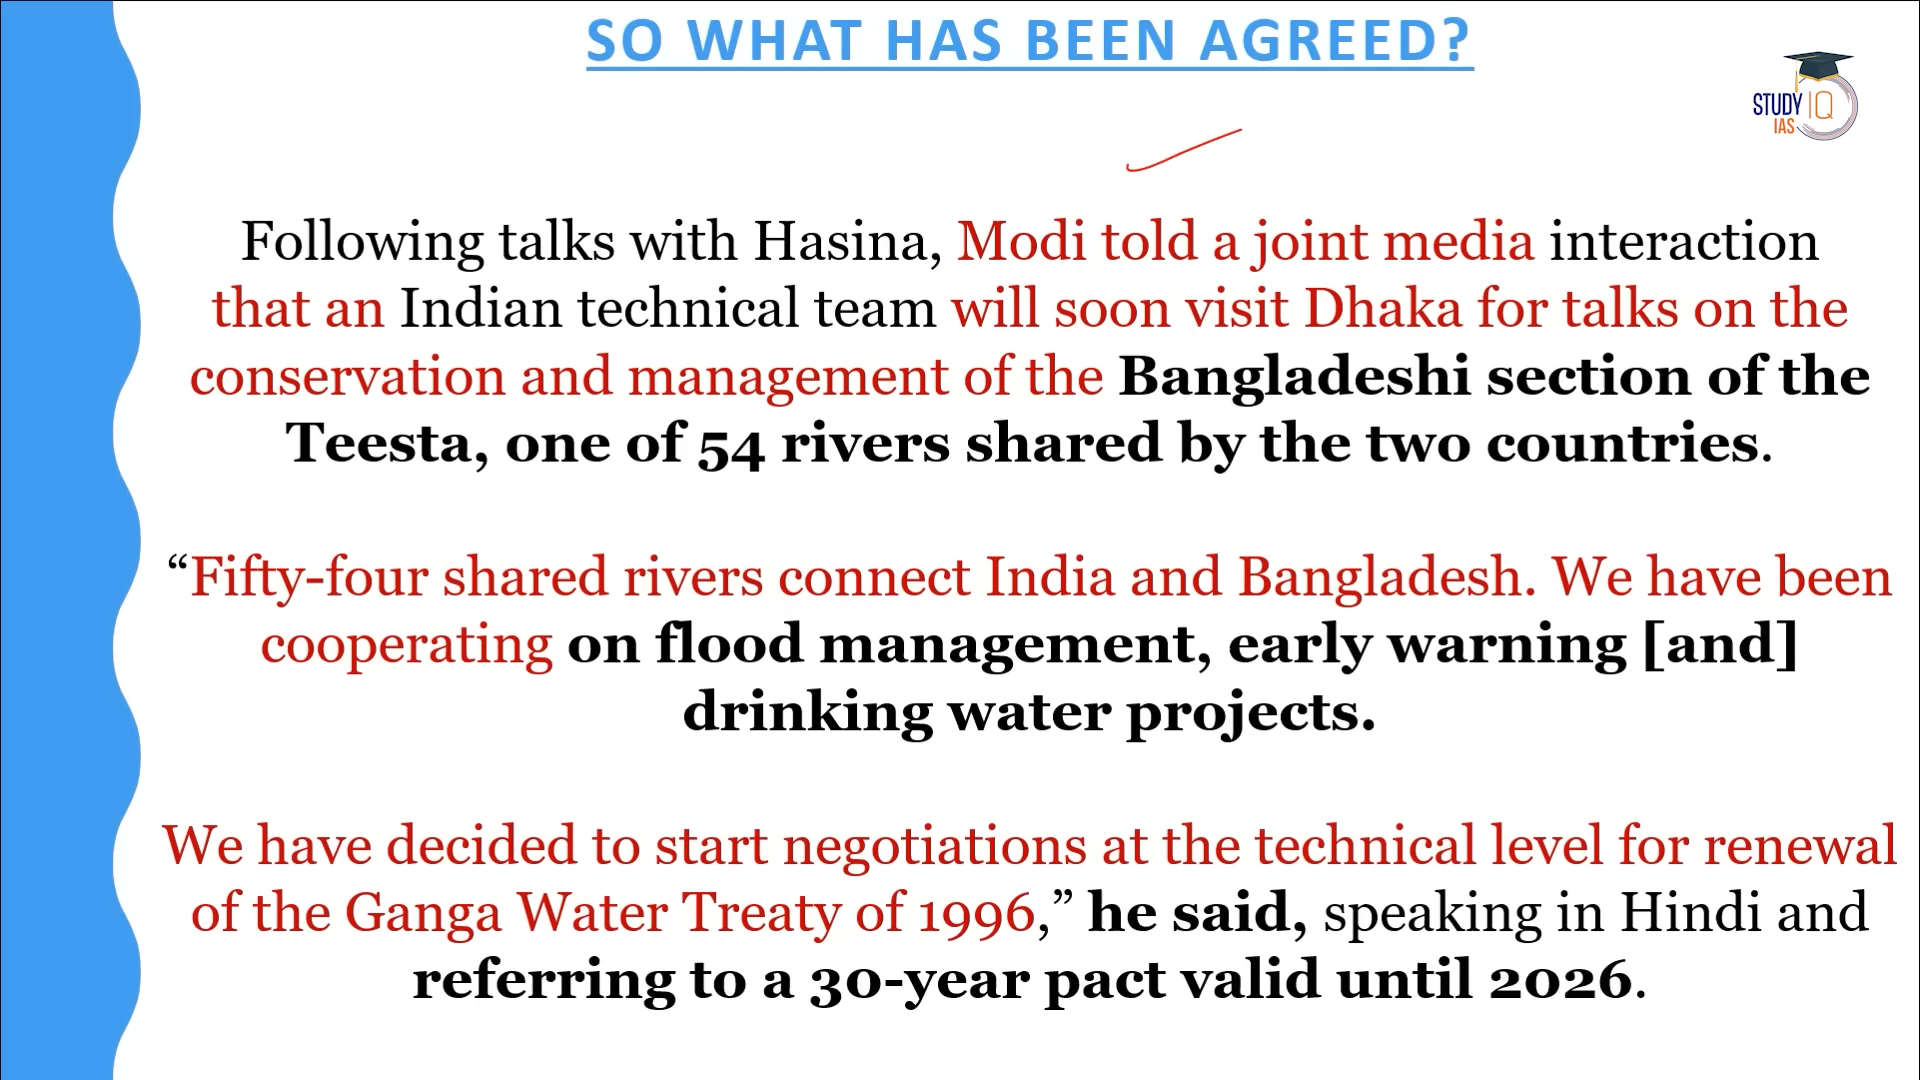 SO WHAT HAS BEEN AGREED?
STUDY IQ
IAS
Following talks with Hasina, Modi told a joint media interaction
that an Indian technical team will soon visit Dhaka for talks on the
conservation and management of the Bangladeshi section of the
Teesta, one of 54 rivers shared by the two countries.
“Fifty-four shared rivers connect India and Bangladesh. We have been
cooperating on flood management, early warning [and]
drinking water projects.
We have decided to start negotiations at the technical level for renewal
of the Ganga Water Treaty of 1996,” he said, speaking in Hindi and
referring to a 30-year pact valid until 2026.